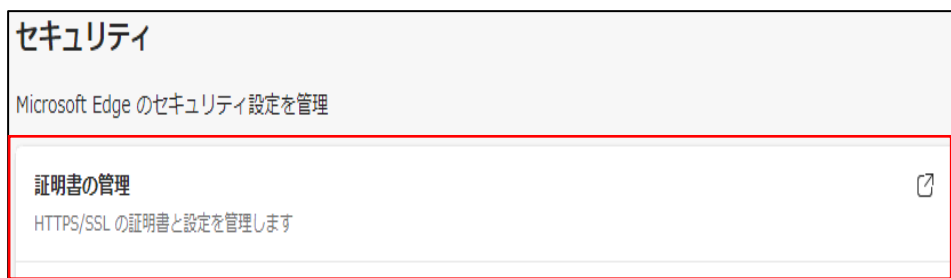 セキュリティ
Microsoft Edge のセキュリティ設定を管理
証明書の管理
HTTPS/SSL の証明書と設定を管理します